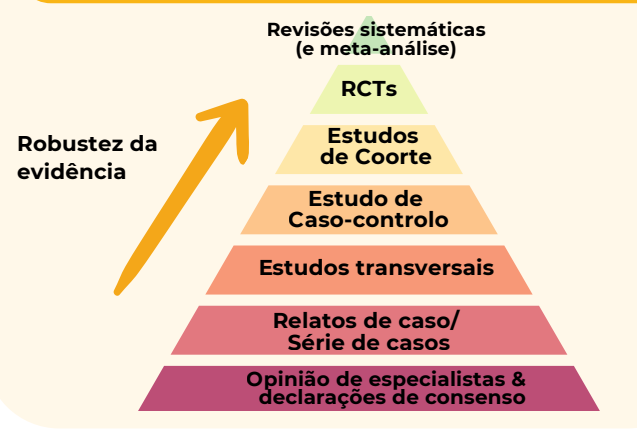 Revisões sistemáticas
(e meta-análise)
RCTs
Robustez da
evidência
Estudos
de Coorte
Estudo de
Caso-controlo
Estudos transversais
Relatos de caso/
Série de casos
Opinião de especialistas &
declarações de consenso